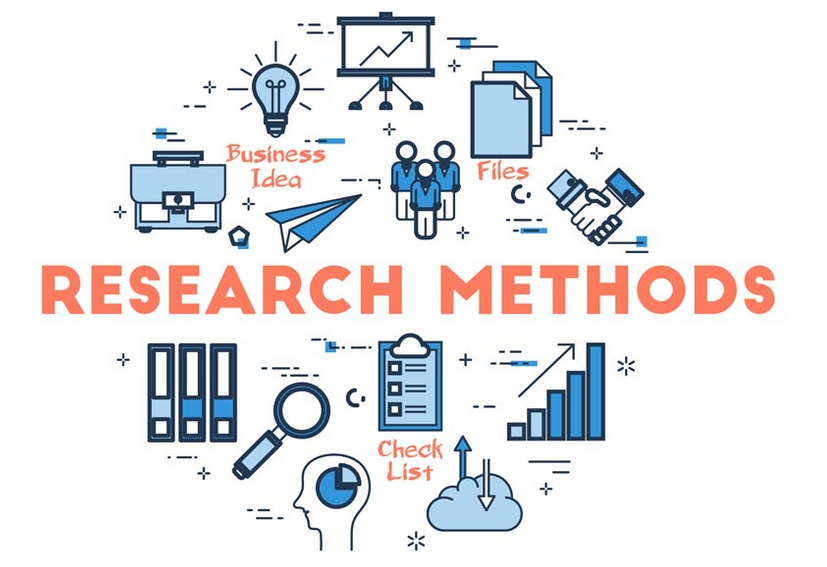 Business
Idea
Files
RESEARCH METHODS
Check
List